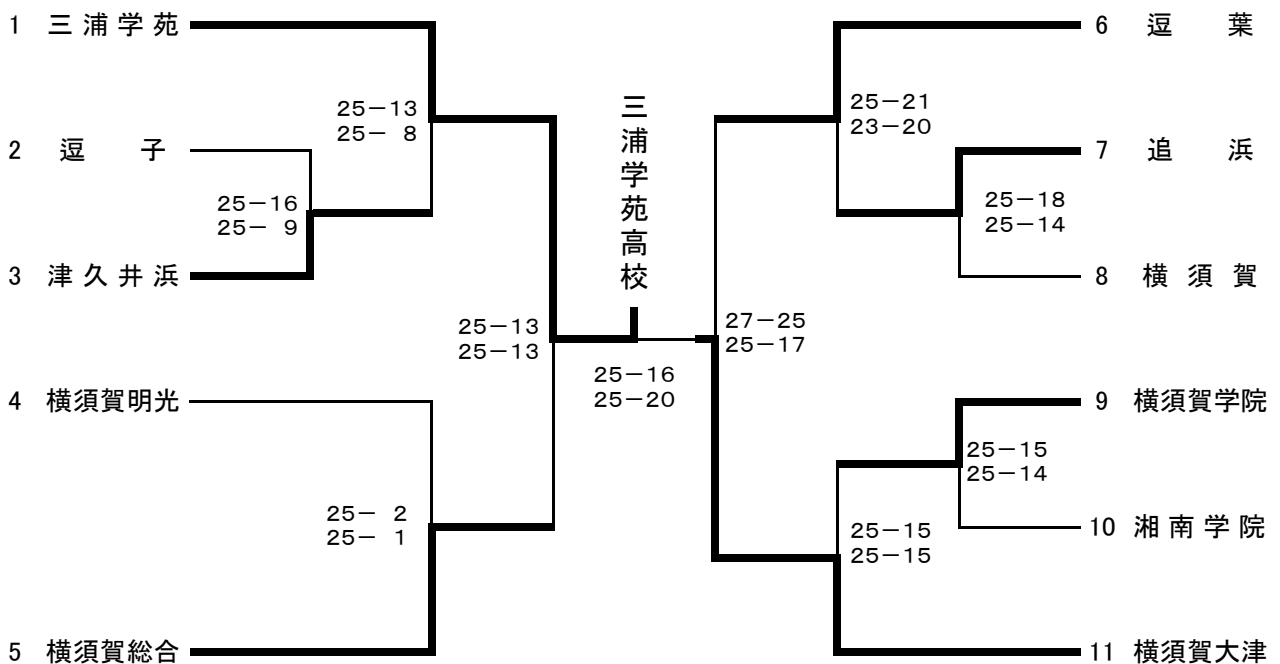 1 三浦学苑
25－13
25－ 8
2 逗子
25－16
25－ 9
3 津久井浜
25－13
25－13
4 横須賀明光
25－ 2
25－ 1
5 横須賀総合
三浦学苑高校
25－16
25－20
6 逗葉
25－21
23－20
7 追浜
25－18
25－14
8 横須賀
27－25
25－17
9 横須賀学院
25－15
25－14
10 湘南学院
25－15
25－15
11 横須賀大津